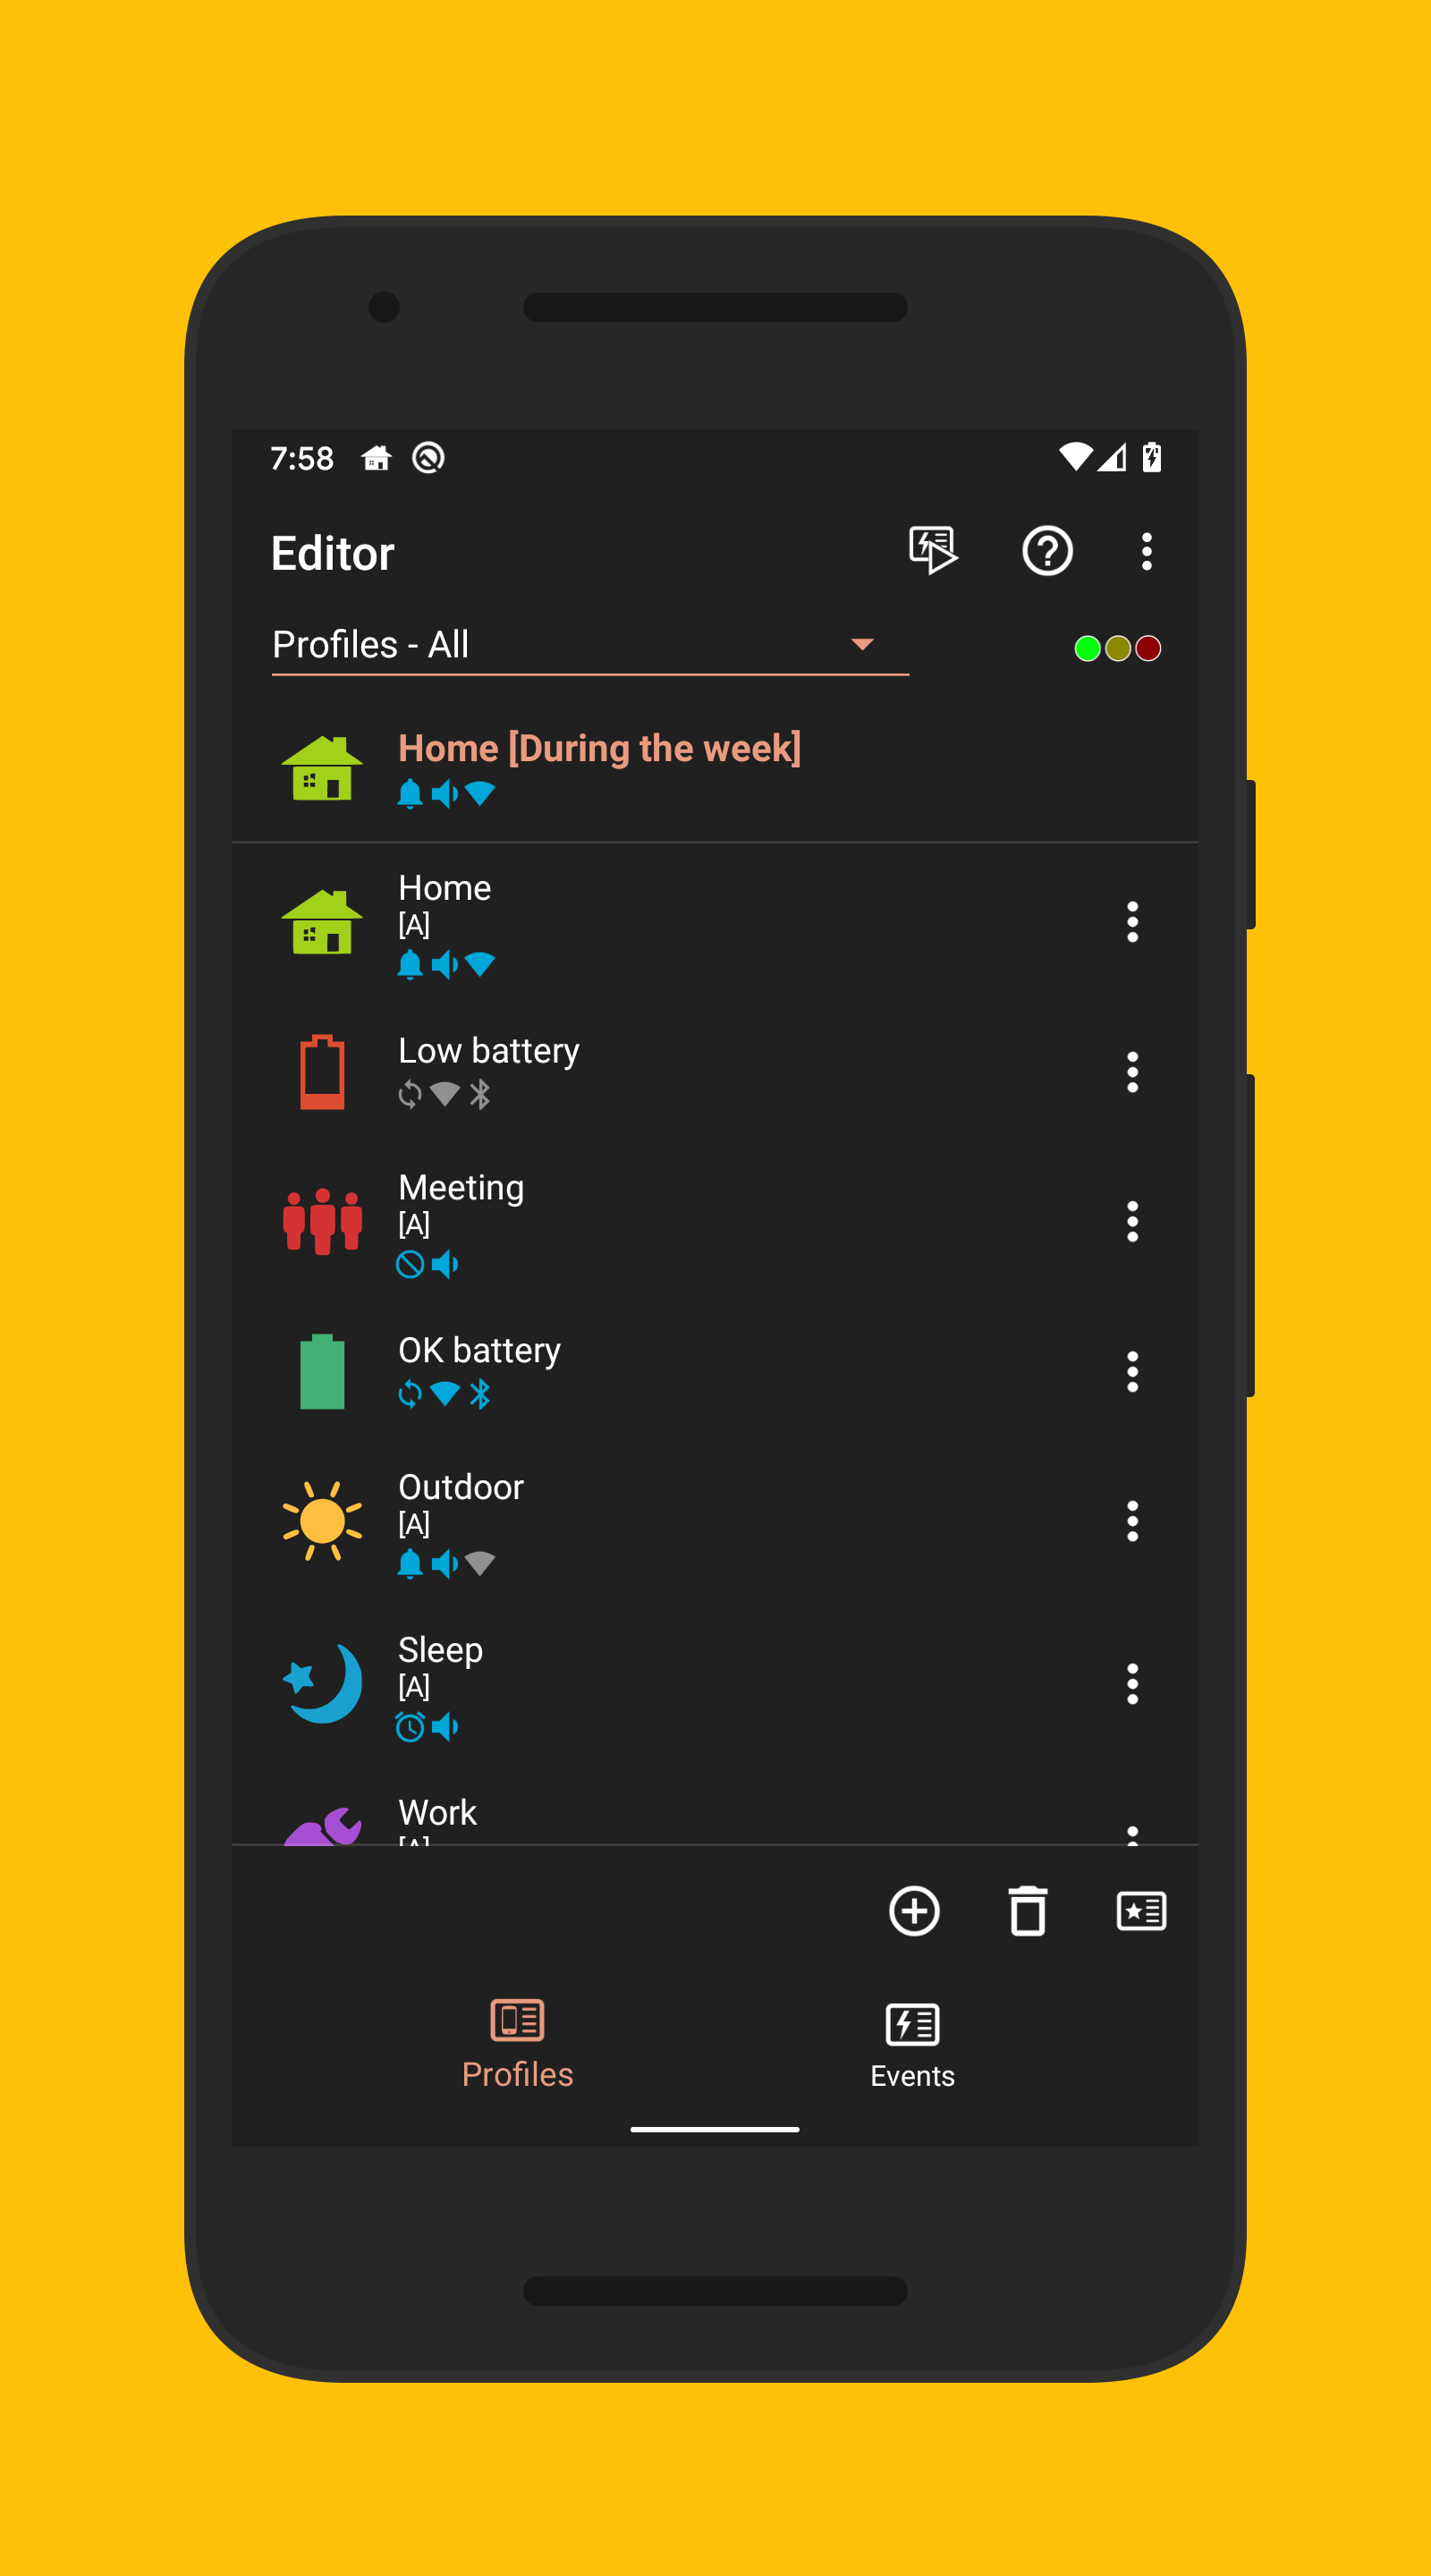 7:58
Editor
Profiles - All
Home [During the week]
Home
[A]
Low battery
Meeting
[A]
OK battery
Outdoor
[A]
Sleep
[A]
Work
Profiles
Events